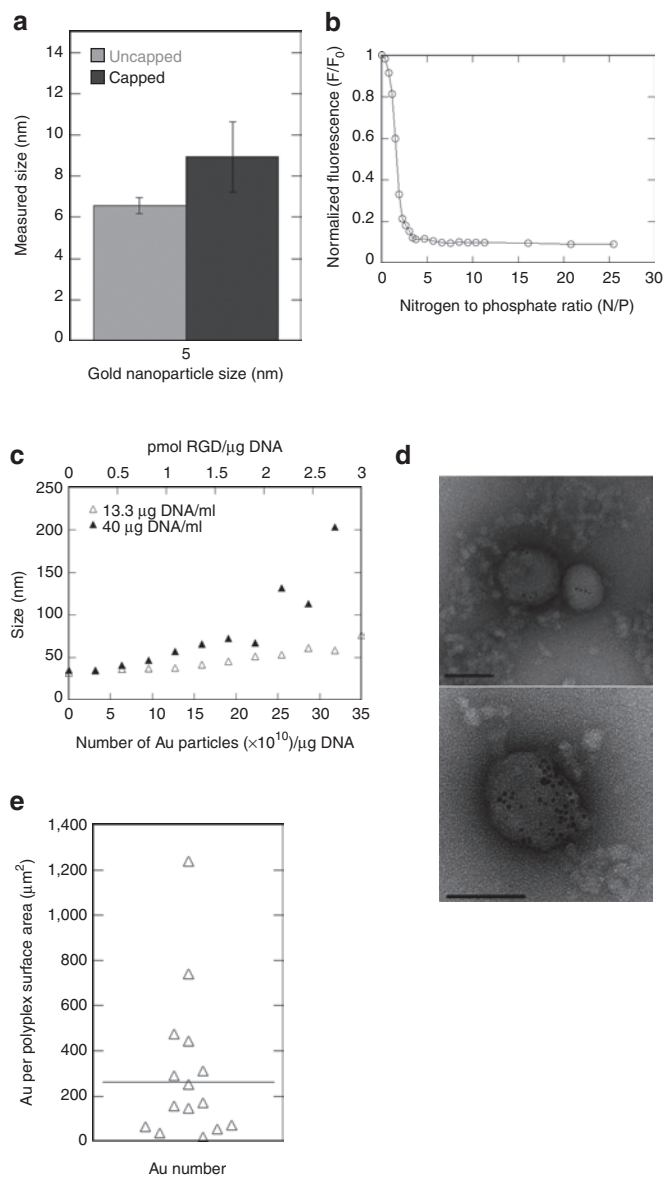 a
14
12
10
8
6
4
2
0
Uncapped
Capped
Measured size (nm)
5
Gold nanoparticle size (nm)
b
1
0.8
0.6
0.4
0.2
0
Normalized fluorescence (F/F₀)
0 5 10 15 20 25 30
Nitrogen to phosphate ratio (N/P)
c
pmol RGD/μg DNA
0 0.5 1 1.5 2 2.5 3
250
200
150
100
50
0
13.3 μg DNA/ml
40 μg DNA/ml
Size (nm)
0 5 10 15 20 25 30 35
Number of Au particles (×10¹⁰)/μg DNA
d
e
1,400
1,200
1,000
800
600
400
200
0
Au per polyplex surface area (μm²)
Au number